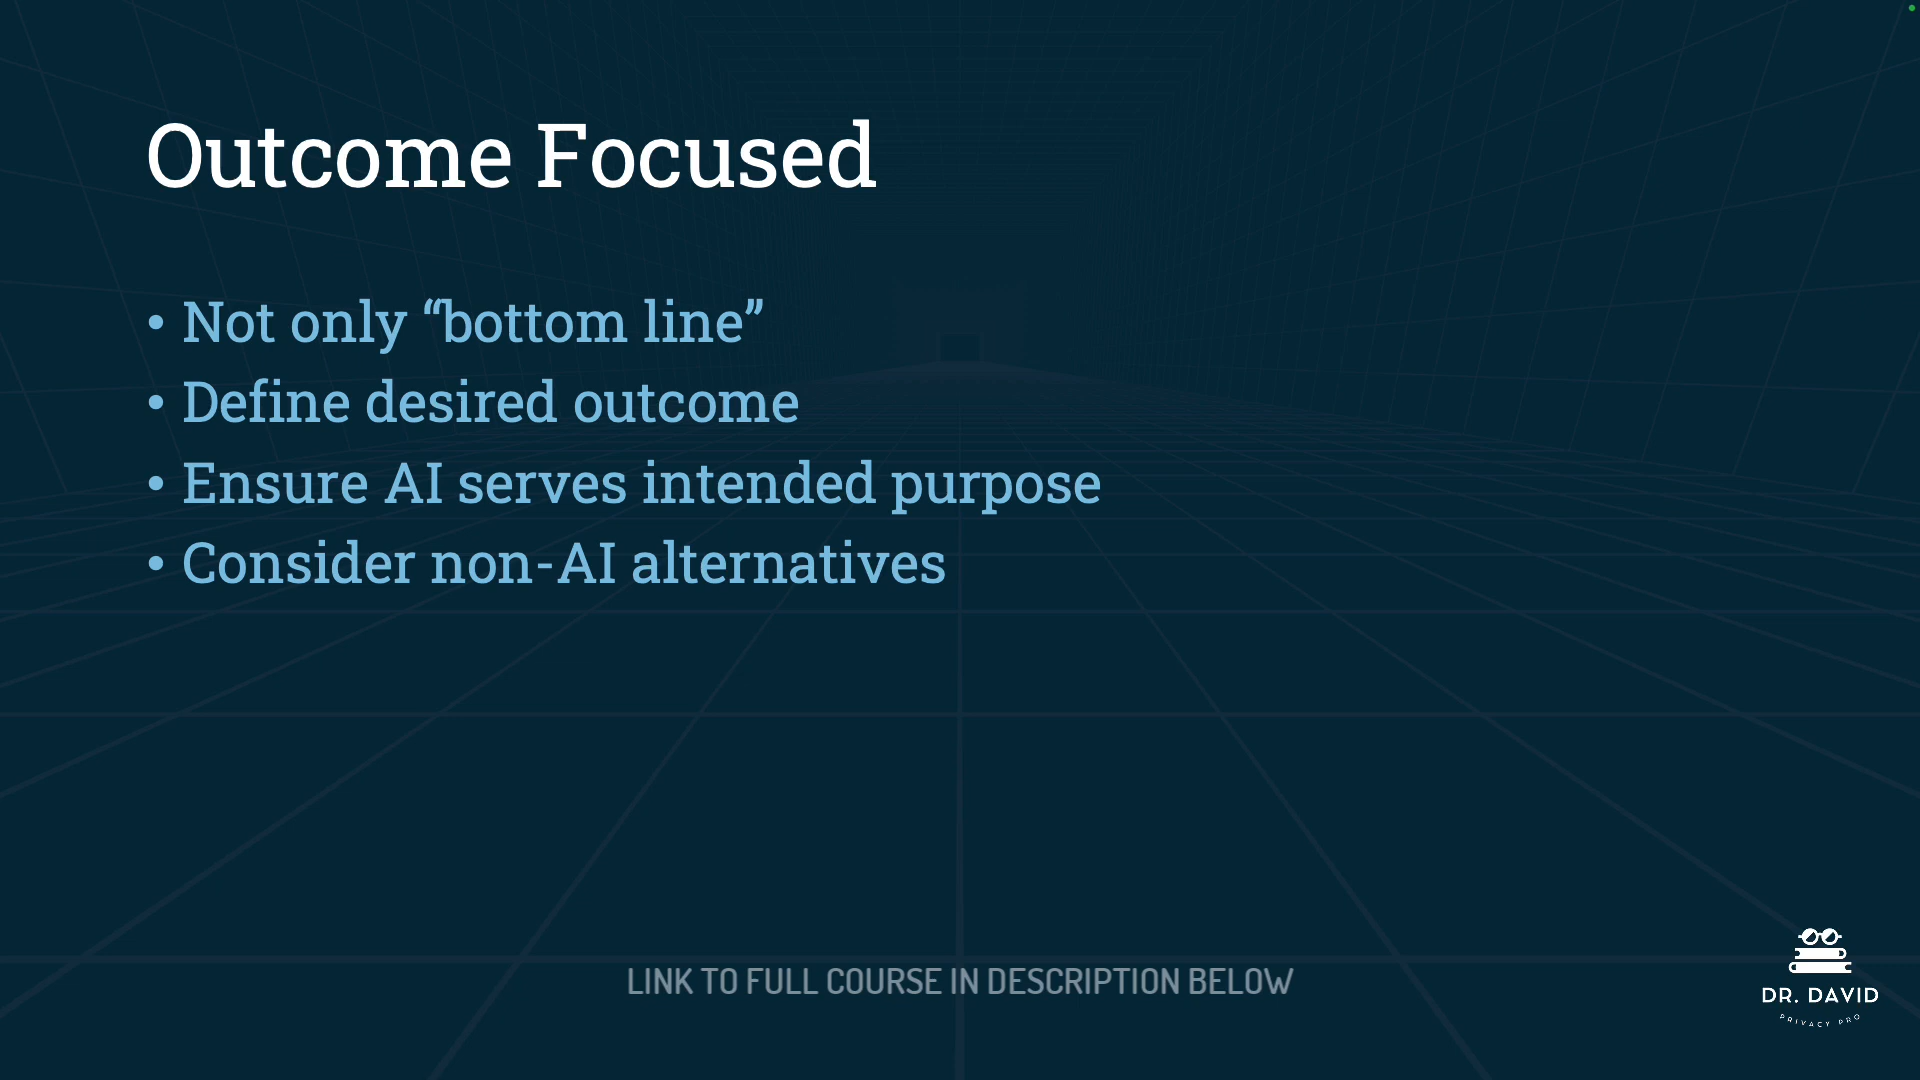 Outcome Focused
• Not only “bottom line”
• Define desired outcome
• Ensure AI serves intended purpose
• Consider non-AI alternatives
LINK TO FULL COURSE IN DESCRIPTION BELOW
DR. DAVID
PRIVACY PRO